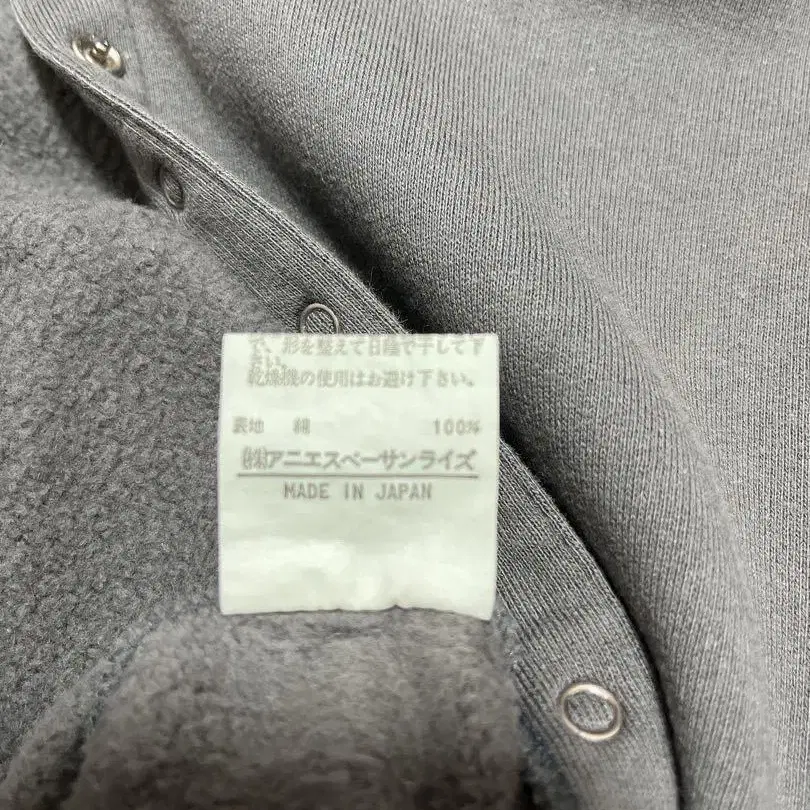 で、形を整えて日陰で干して下
さい。
乾燥機の使用はお避け下さい。
表地 綿 100%
(株)アニエスベーサンライズ
MADE IN JAPAN